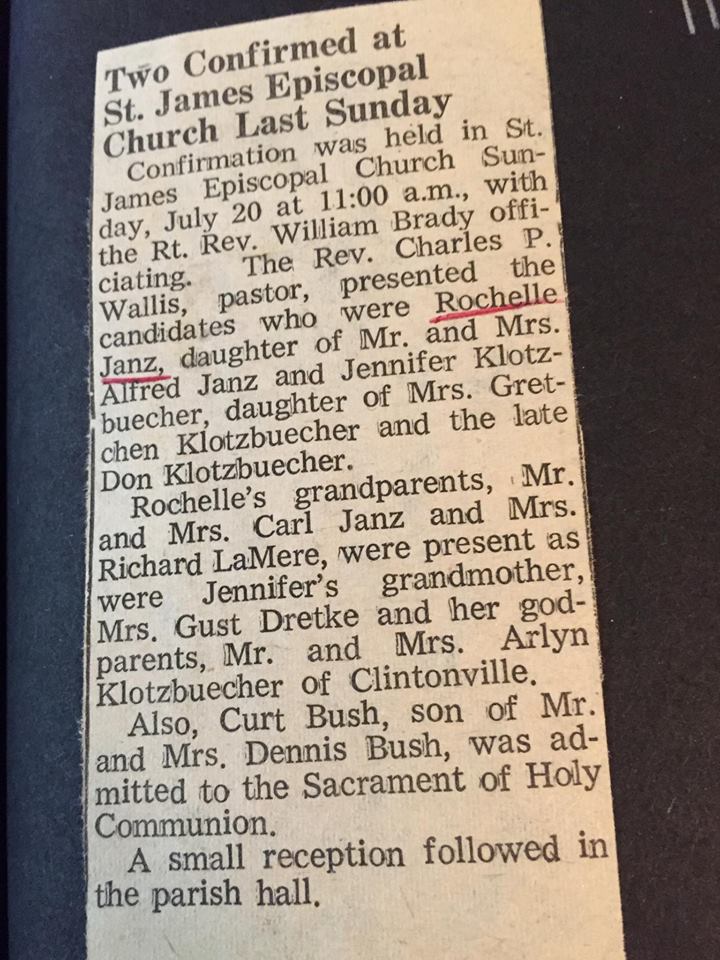 Two Confirmed at
St. James Episcopal
Church Last Sunday
Confirmation was held in St.
James Episcopal Church Sun-
day, July 20 at 11:00 a.m., with
the Rt. Rev. William Brady offi-
ciating. The Rev. Charles P.
Wallis, pastor, presented the
candidates who were Rochelle
Janz, daughter of Mr. and Mrs.
Alfred Janz and Jennifer Klotz-
buecher, daughter of Mrs. Gret-
chen Klotzbuecher and the late
Don Klotzbuecher.
Rochelle's grandparents, Mr.
and Mrs. Carl Janz and Mrs.
Richard LaMere, were present as
were Jennifer's grandmother,
Mrs. Gust Dretke and her god-
parents, Mr. and Mrs. Arlyn
Klotzbuecher of Clintonville.
Also, Curt Bush, son of Mr.
and Mrs. Dennis Bush, was ad-
mitted to the Sacrament of Holy
Communion.
A small reception followed in
the parish hall.